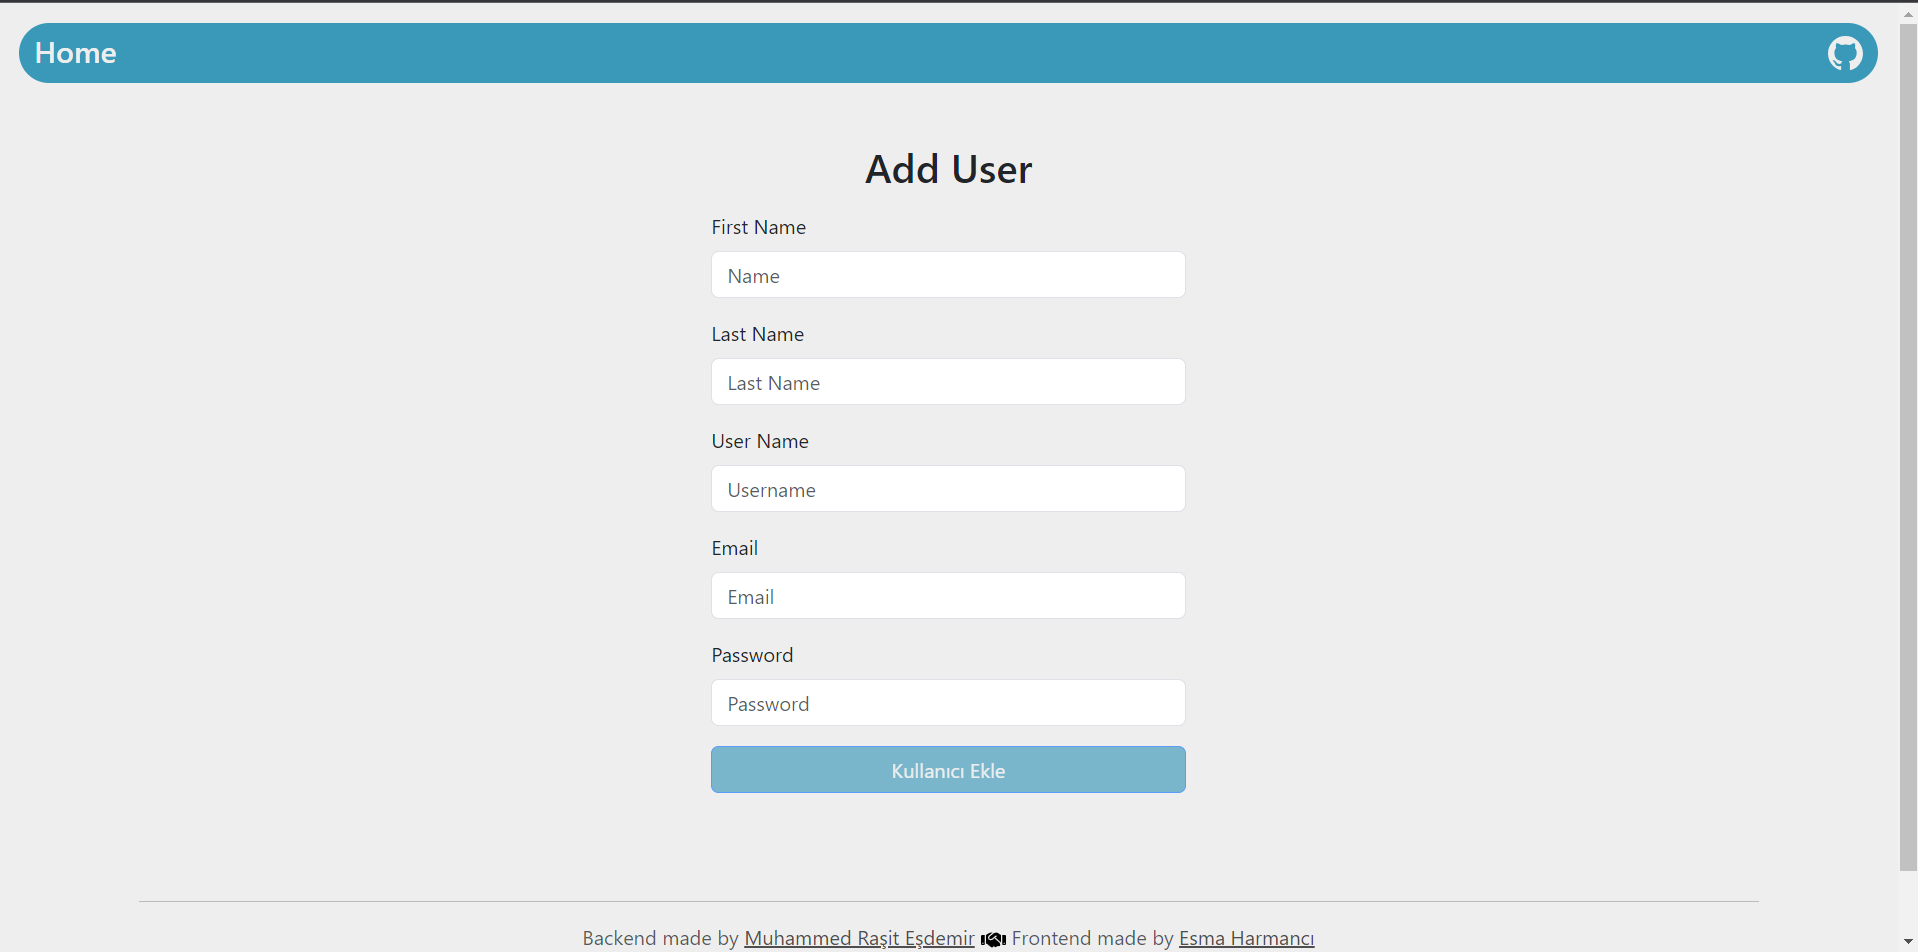 Home
Add User
First Name
Name
Last Name
Last Name
User Name
Username
Email
Email
Password
Password
Kullanıcı Ekle
Backend made by Muhammed Raşit Eşdemir Frontend made by Esma Harmancı